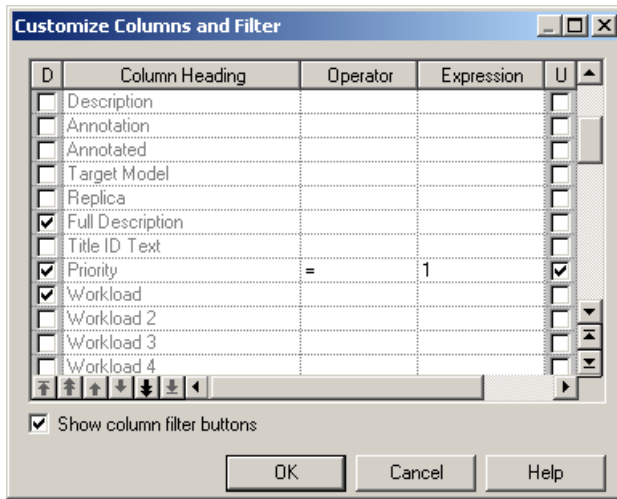 Customize Columns and Filter
D Column Heading Operator Expression U
Description
Annotation
Annotated
Target Model
Replica
Full Description
Title ID Text
Priority = 1
Workload
Workload 2
Workload 3
Workload 4
Show column filter buttons
OK Cancel Help